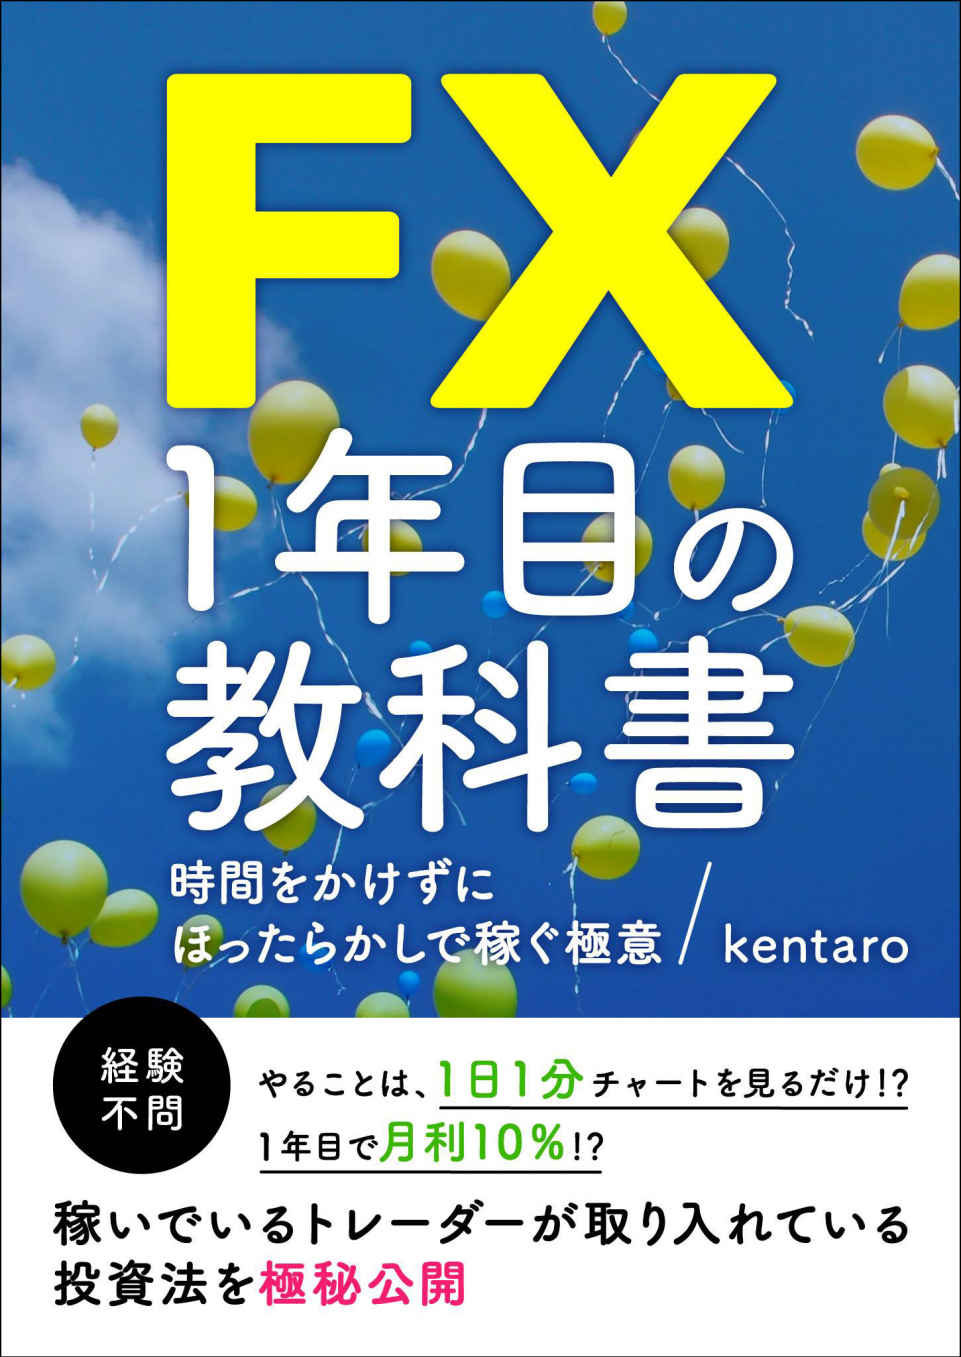 FX
1年目の
教科書
時間をかけずに
ほったらかしで稼ぐ極意/kentaro
経験
不問
やることは、1日1分チャートを見るだけ!?
1年目で月利10%!?
稼いでいるトレーダーが取り入れている
投資法を極秘公開